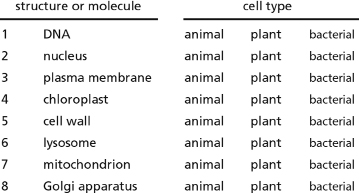 structure or molecule cell type
1 DNA animal plant bacterial
2 nucleus animal plant bacterial
3 plasma membrane animal plant bacterial
4 chloroplast animal plant bacterial
5 cell wall animal plant bacterial
6 lysosome animal plant bacterial
7 mitochondrion animal plant bacterial
8 Golgi apparatus animal plant bacterial